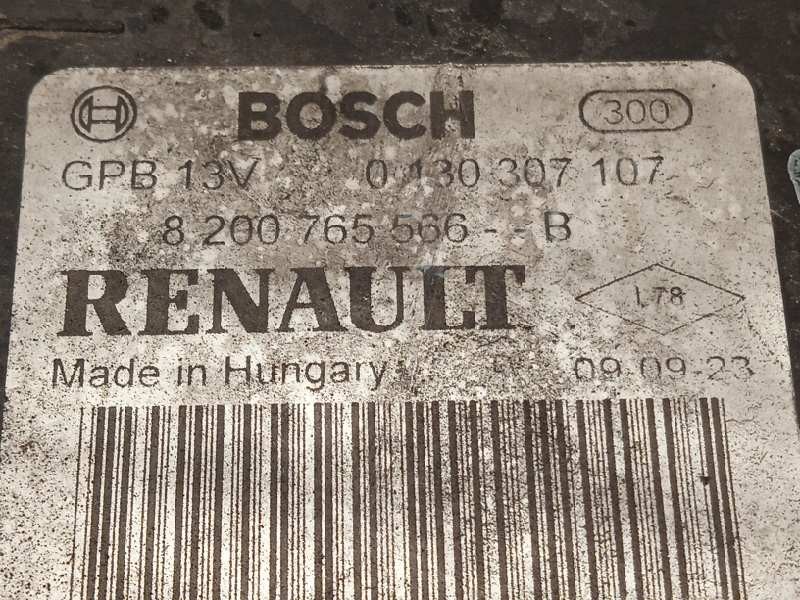 BOSCH 300
GPB 13V 0 130 307 107
8 200 765 566 - - B
RENAULT L78
Made in Hungary 09-09-23